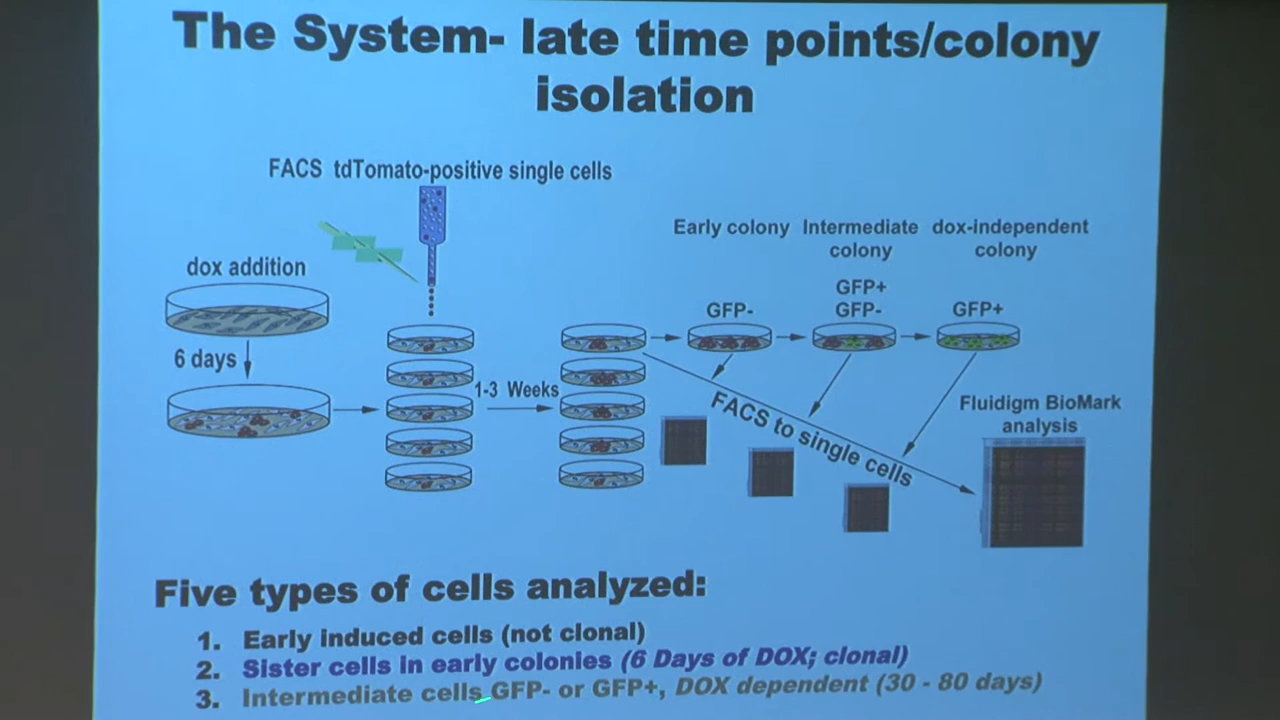 The System- late time points/colony
isolation
FACS tdTomato-positive single cells
Early colony
Intermediate
colony
dox-independent
colony
dox addition
GFP-
GFP+
GFP-
GFP+
6 days
1-3 Weeks
FACS to single cells
Fluidigm BioMark
analysis
Five types of cells analyzed:
1. Early induced cells (not clonal)
2. Sister cells in early colonies (6 Days of DOX; clonal)
3. Intermediate cells GFP- or GFP+, DOX dependent (30 - 80 days)